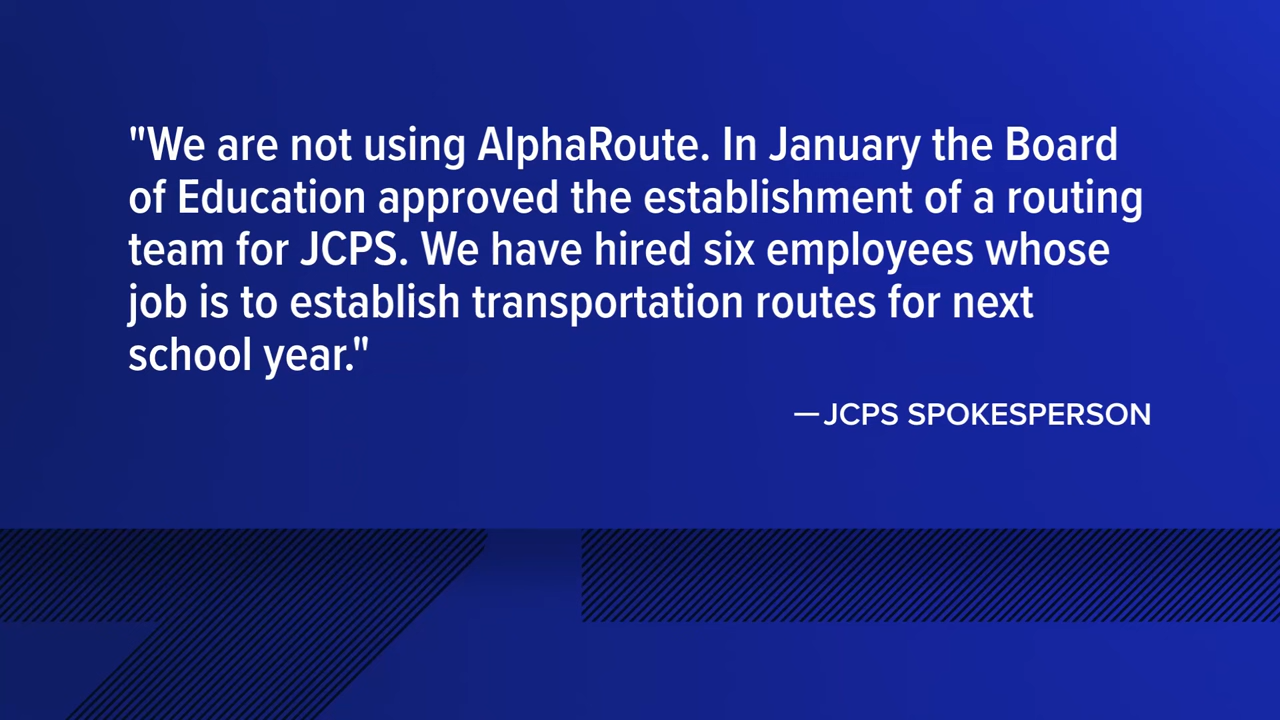 "We are not using AlphaRoute. In January the Board
of Education approved the establishment of a routing
team for JCPS. We have hired six employees whose
job is to establish transportation routes for next
school year."
— JCPS SPOKESPERSON